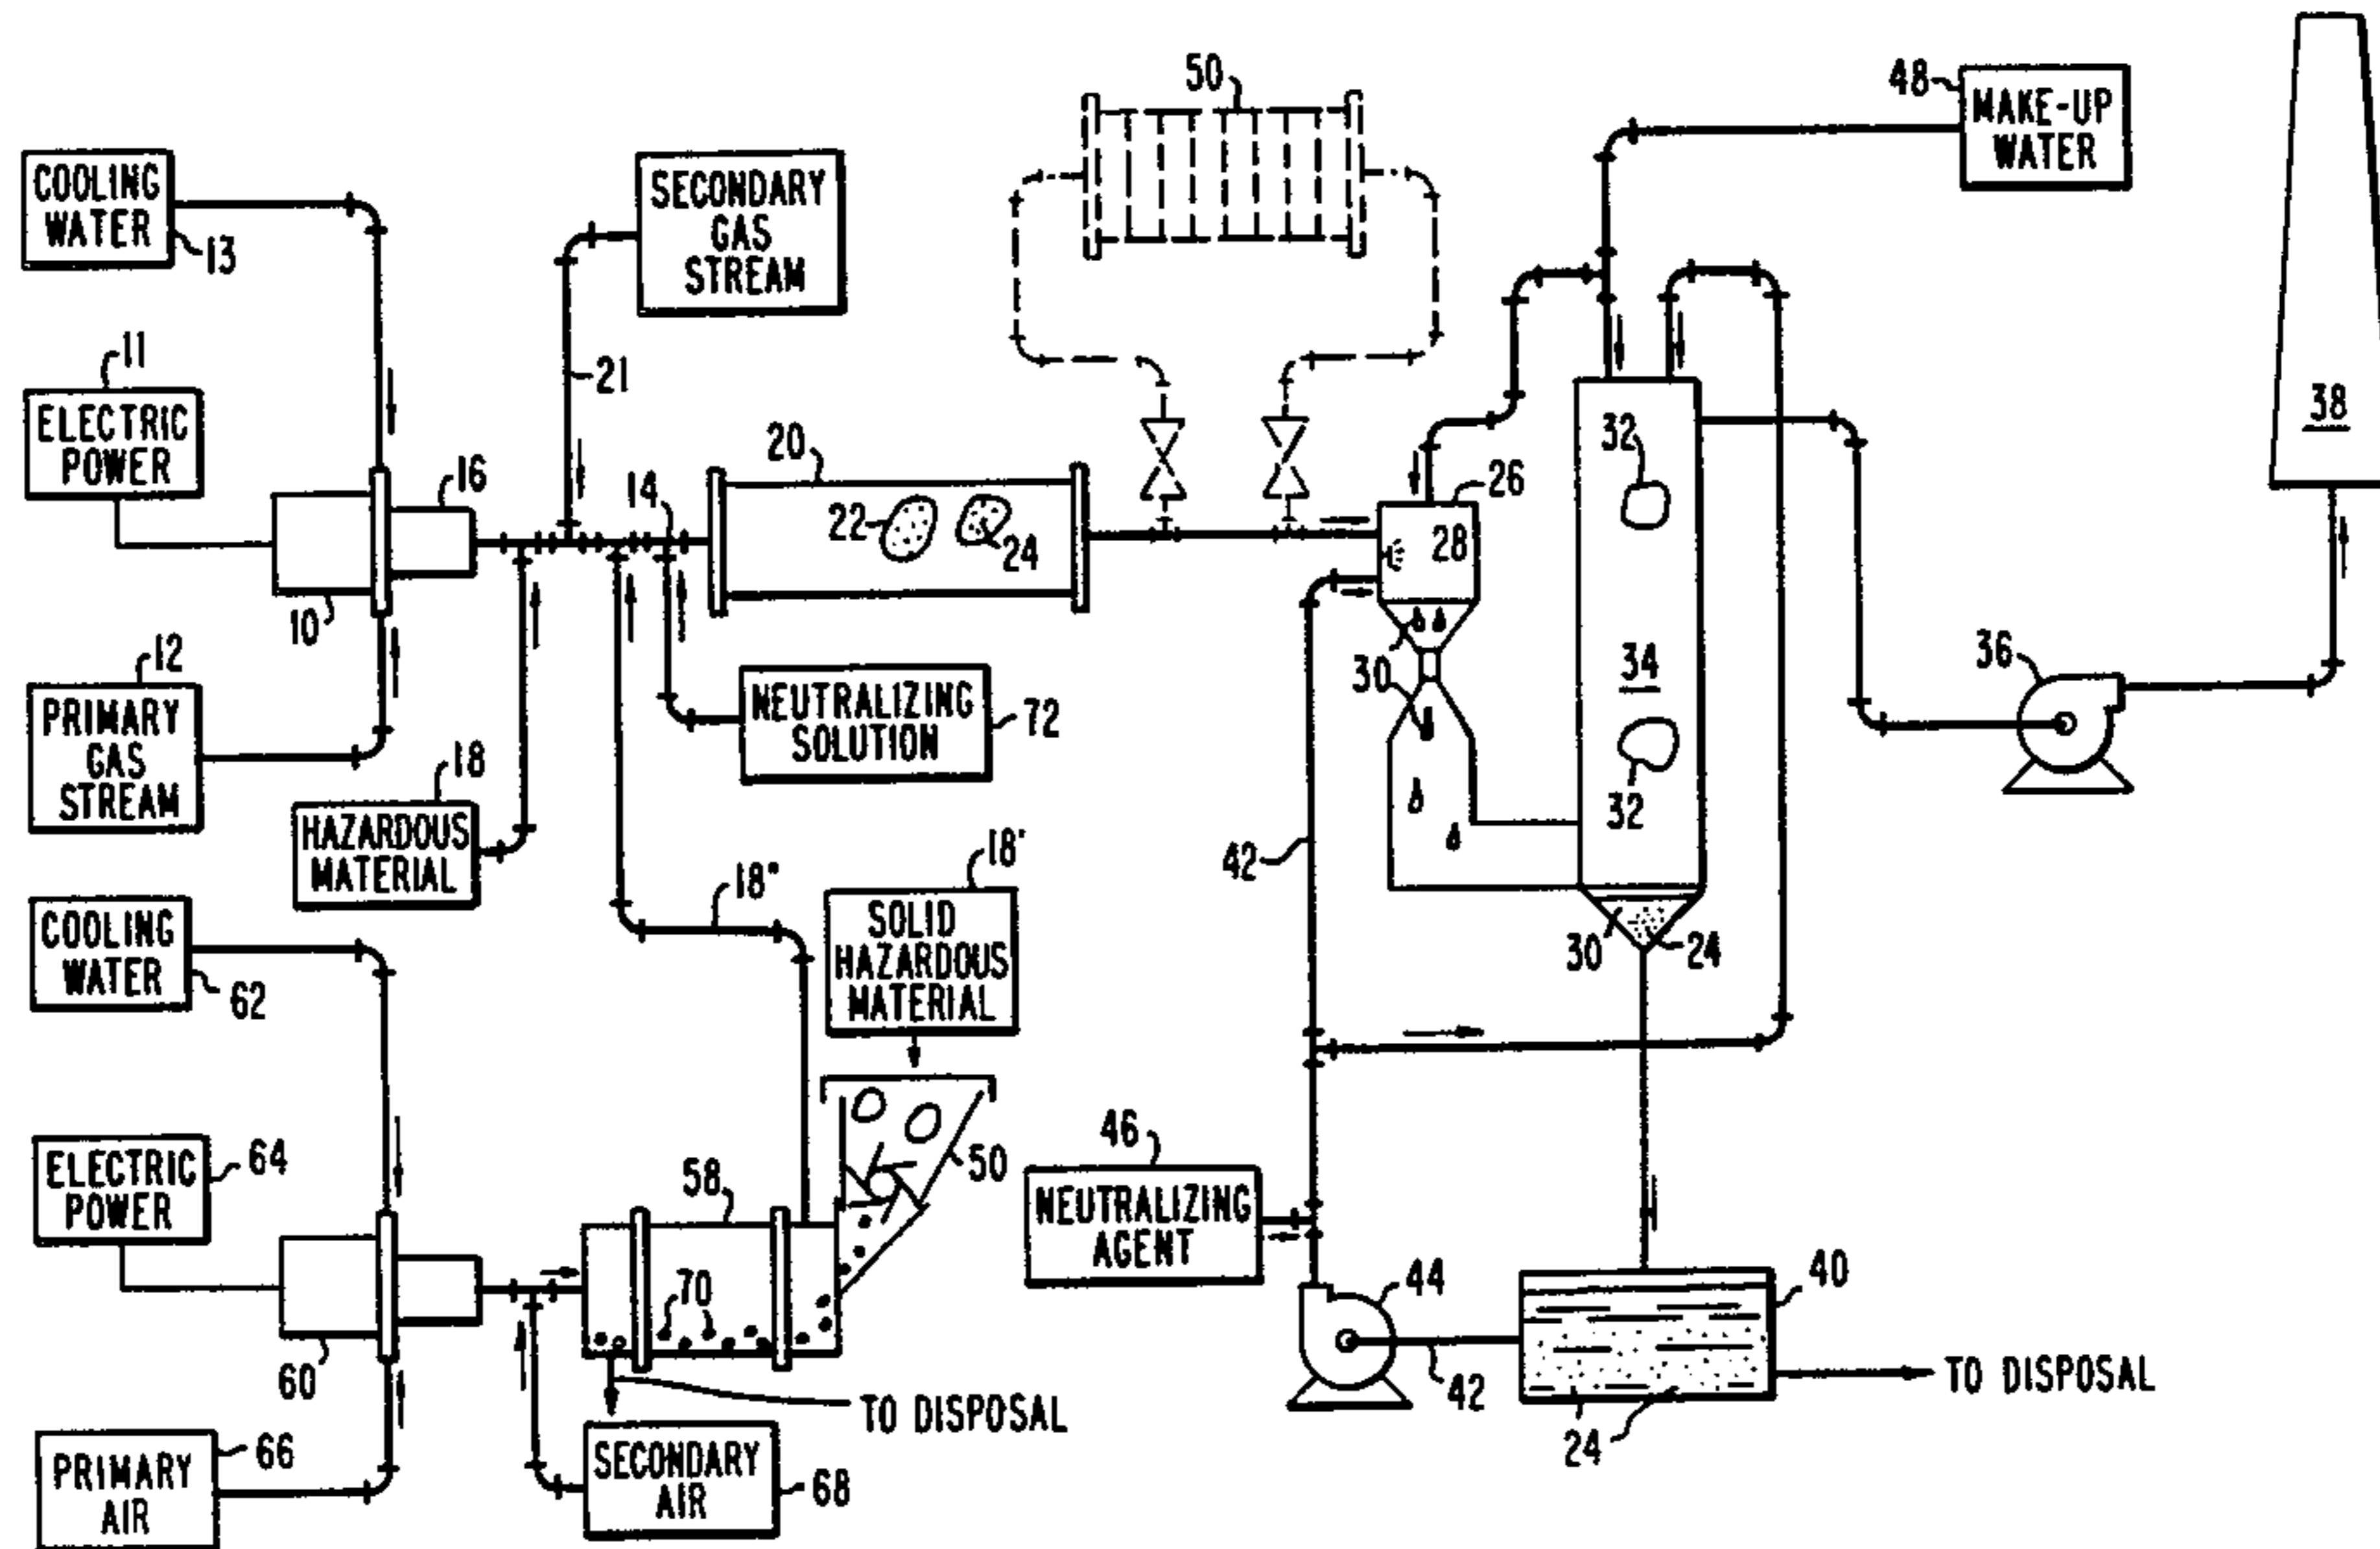 COOLING
WATER
13
11
ELECTRIC
POWER
10
16
12
PRIMARY
GAS
STREAM
18
HAZARDOUS
MATERIAL
SECONDARY
GAS
STREAM
21
14
20
22
24
NEUTRALIZING
SOLUTION
72
18"
18'
SOLID
HAZARDOUS
MATERIAL
50
COOLING
WATER
62
ELECTRIC
POWER
64
60
PRIMARY
AIR
66
58
70
TO DISPOSAL
SECONDARY
AIR
68
50
48
MAKE-UP
WATER
26
28
30
32
34
32
30
24
36
38
42
46
NEUTRALIZING
AGENT
44
42
40
TO DISPOSAL
24